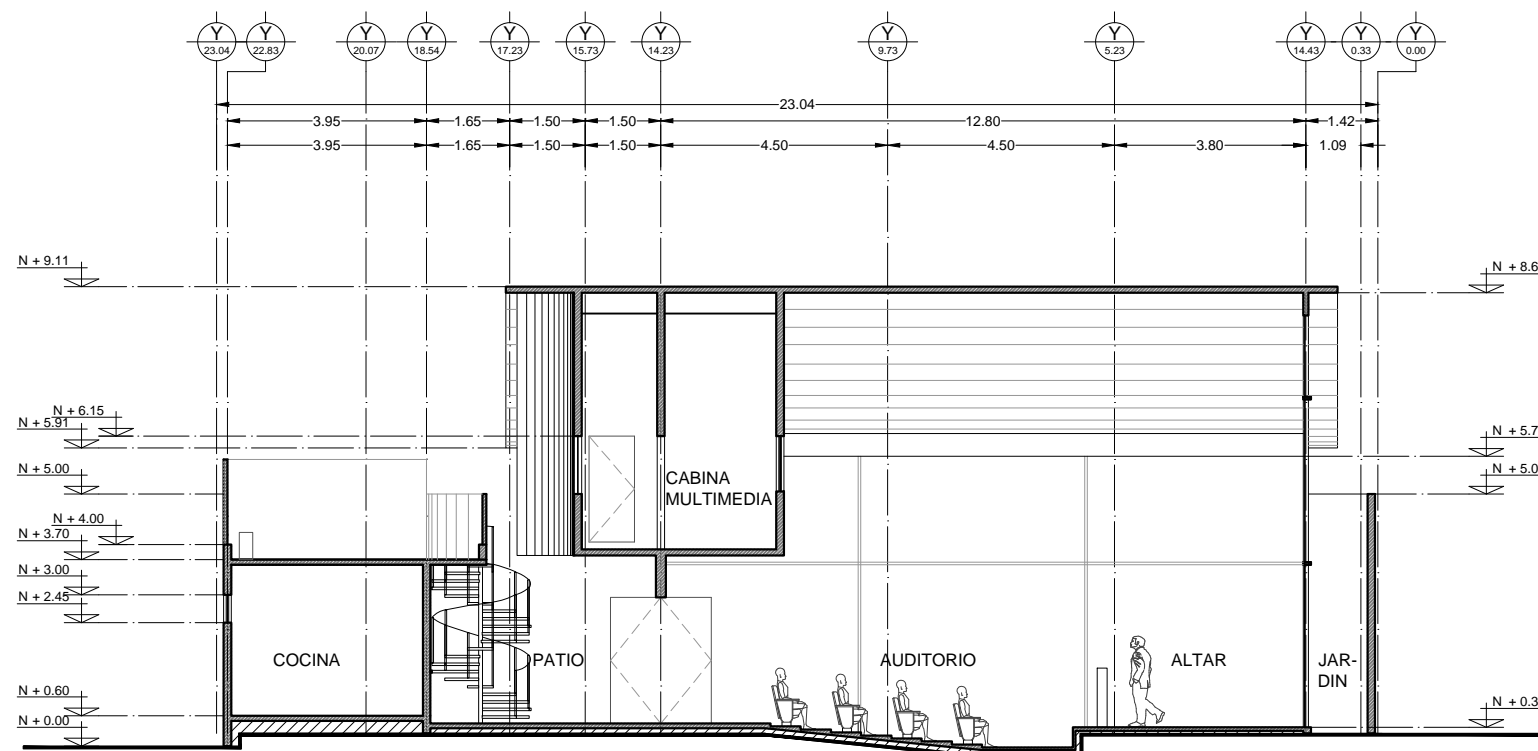 Y Y Y Y Y Y Y Y Y Y Y Y
23.04 22.83 20.07 18.54 17.23 15.73 14.23 9.73 5.23 14.43 0.33 0.00
23.04
3.95 1.65 1.50 1.50 12.80 1.42
3.95 1.65 1.50 1.50 4.50 4.50 3.80 1.09
N + 9.11
N + 8.6
N + 6.15
N + 5.91
N + 5.7
N + 5.00
N + 5.0
CABINA
MULTIMEDIA
N + 4.00
N + 3.70
N + 3.00
N + 2.45
COCINA
PATIO
AUDITORIO
ALTAR
JAR-
DIN
N + 0.60
N + 0.3
N + 0.00